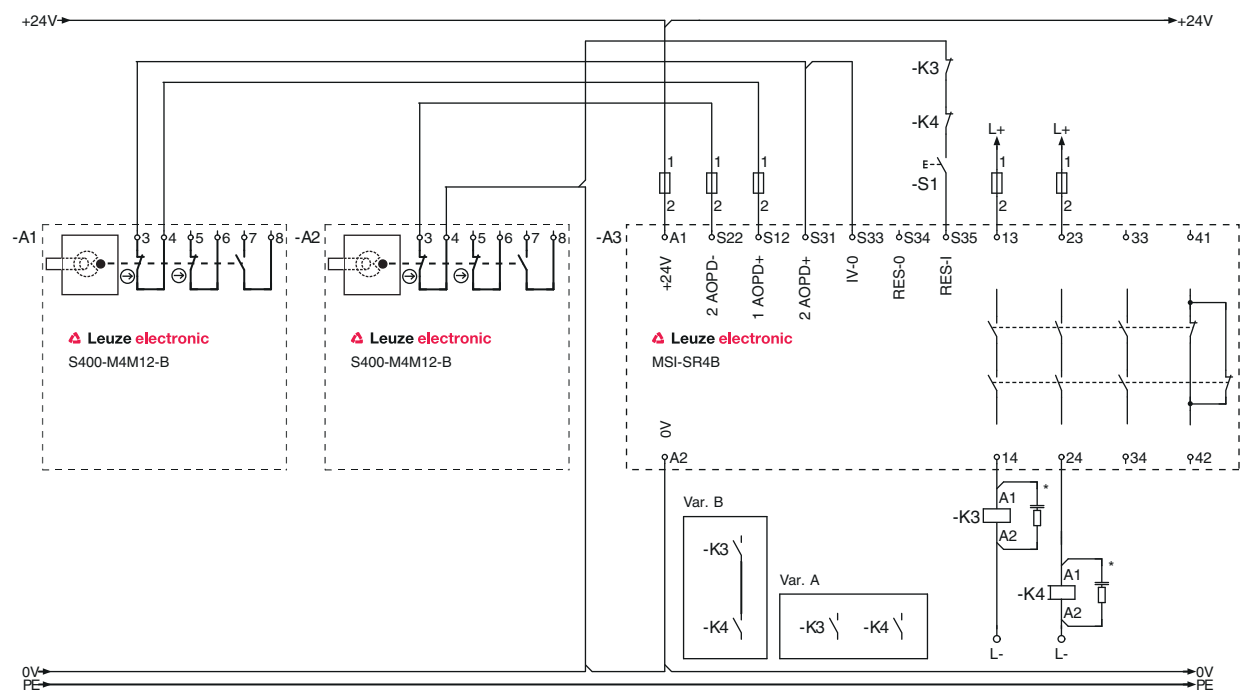 +24V +24V
-K3
-K4
L+ L+
E--
-S1
1 1 1 1 1
2 2 2 2 2
-A1 3 4 5 6 7 8
-A2 3 4 5 6 7 8
-A3 A1 S22 S12 S31 S33 S34 S35 13 23 33 41
+24V
2 AOPD-
1 AOPD+
2 AOPD+
IV-0
RES-0
RES-I
Leuze electronic
S400-M4M12-B
Leuze electronic
S400-M4M12-B
Leuze electronic
MSI-SR4B
0V
A2 14 24 34 42
Var. B
-K3
-K4
Var. A
-K3 -K4
-K3 A1 A2 *
-K4 A1 A2 *
L- L-
0V 0V
PE PE